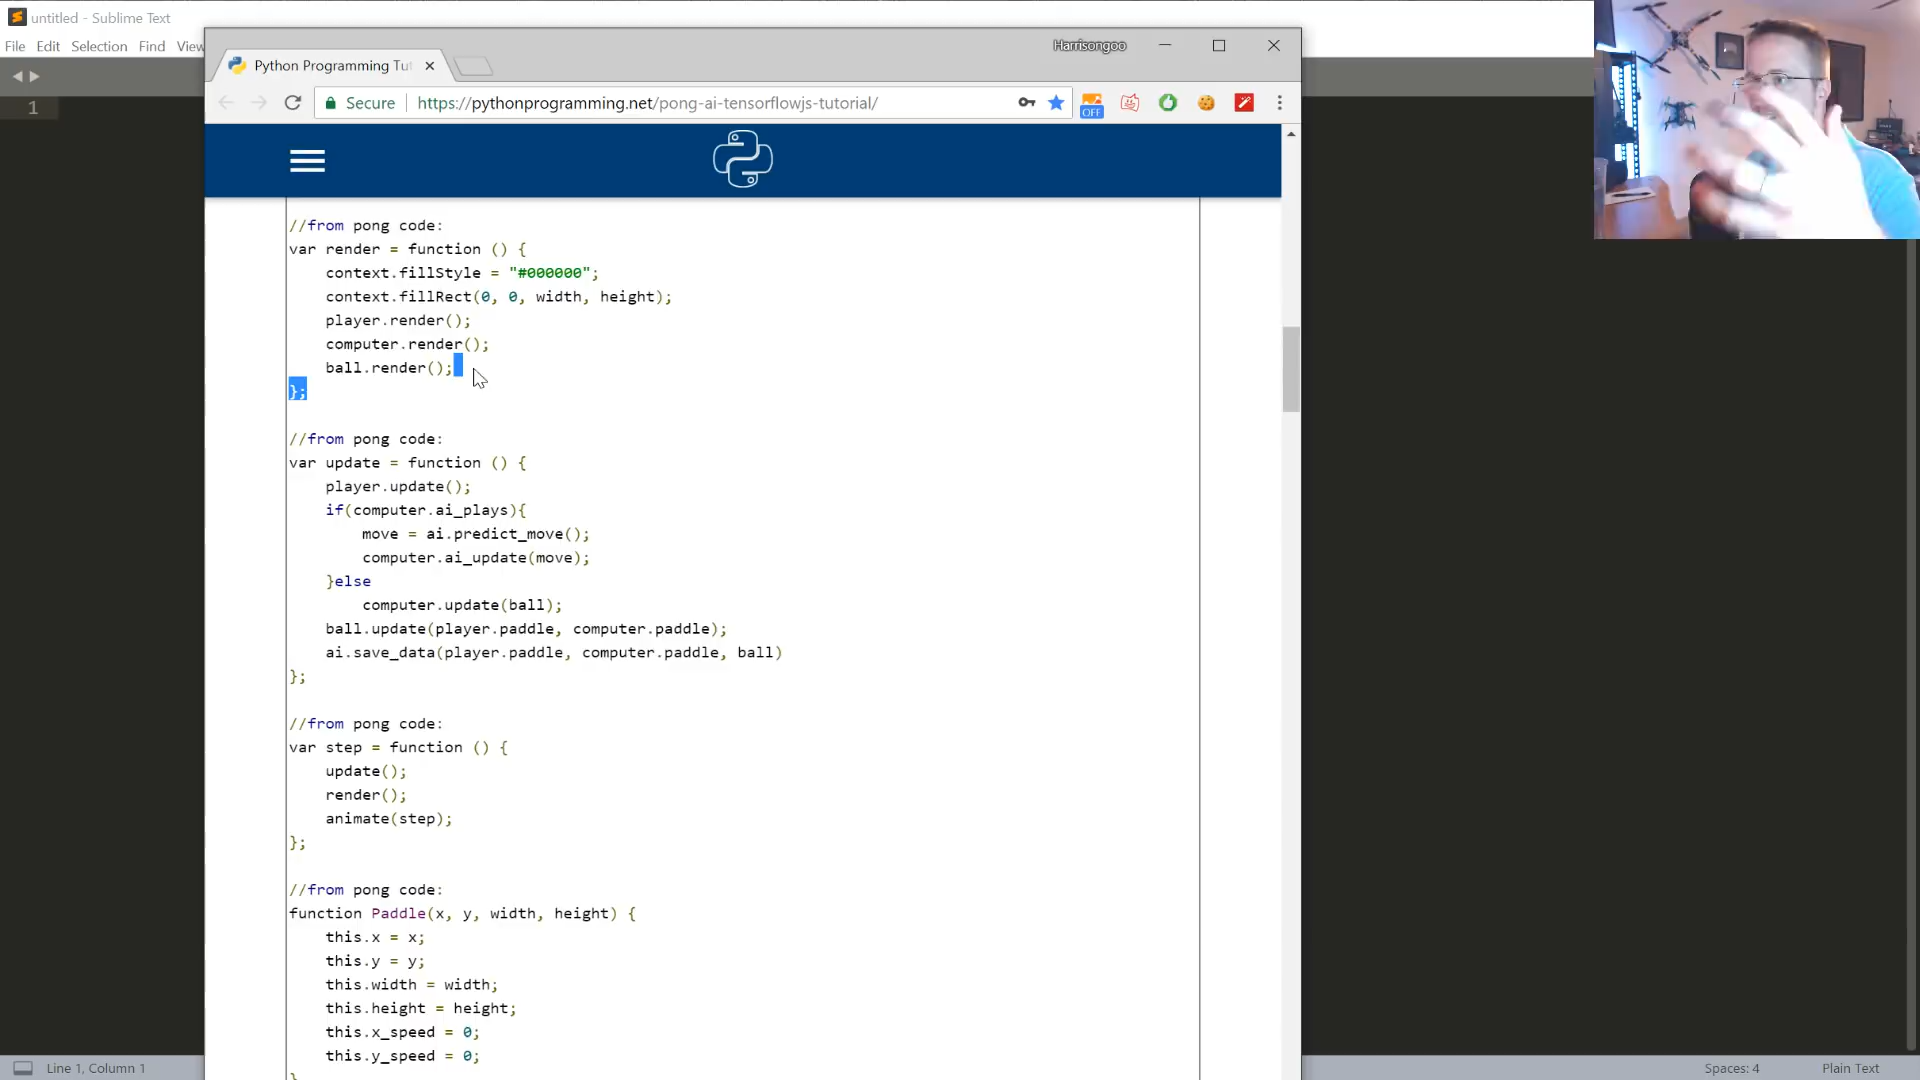 untitled - Sublime Text
File Edit Selection Find View
Harrisongoo
Python Programming Tut
Secure https://pythonprogramming.net/pong-ai-tensorflowjs-tutorial/
OFF
1
//from pong code:
var render = function () {
context.fillStyle = "#000000";
context.fillRect(0, 0, width, height);
player.render();
computer.render();
ball.render();
};
//from pong code:
var update = function () {
player.update();
if(computer.ai_plays){
move = ai.predict_move();
computer.ai_update(move);
}else
computer.update(ball);
ball.update(player.paddle, computer.paddle);
ai.save_data(player.paddle, computer.paddle, ball)
};
//from pong code:
var step = function () {
update();
render();
animate(step);
};
//from pong code:
function Paddle(x, y, width, height) {
this.x = x;
this.y = y;
this.width = width;
this.height = height;
this.x_speed = 0;
this.y_speed = 0;
}
Line 1, Column 1
Spaces: 4
Plain Text